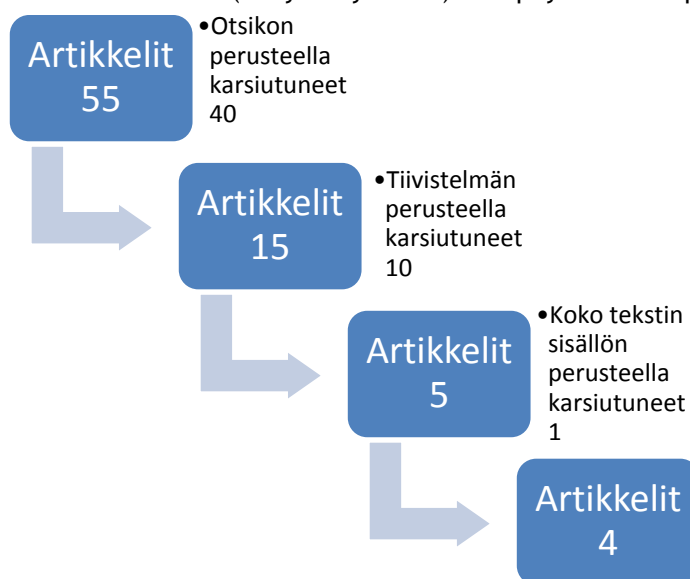 Artikkelit
55
•Otsikon
perusteella
karsiutuneet
40
Artikkelit
15
•Tiivistelmän
perusteella
karsiutuneet
10
Artikkelit
5
•Koko tekstin
sisällön
perusteella
karsiutuneet
1
Artikkelit
4